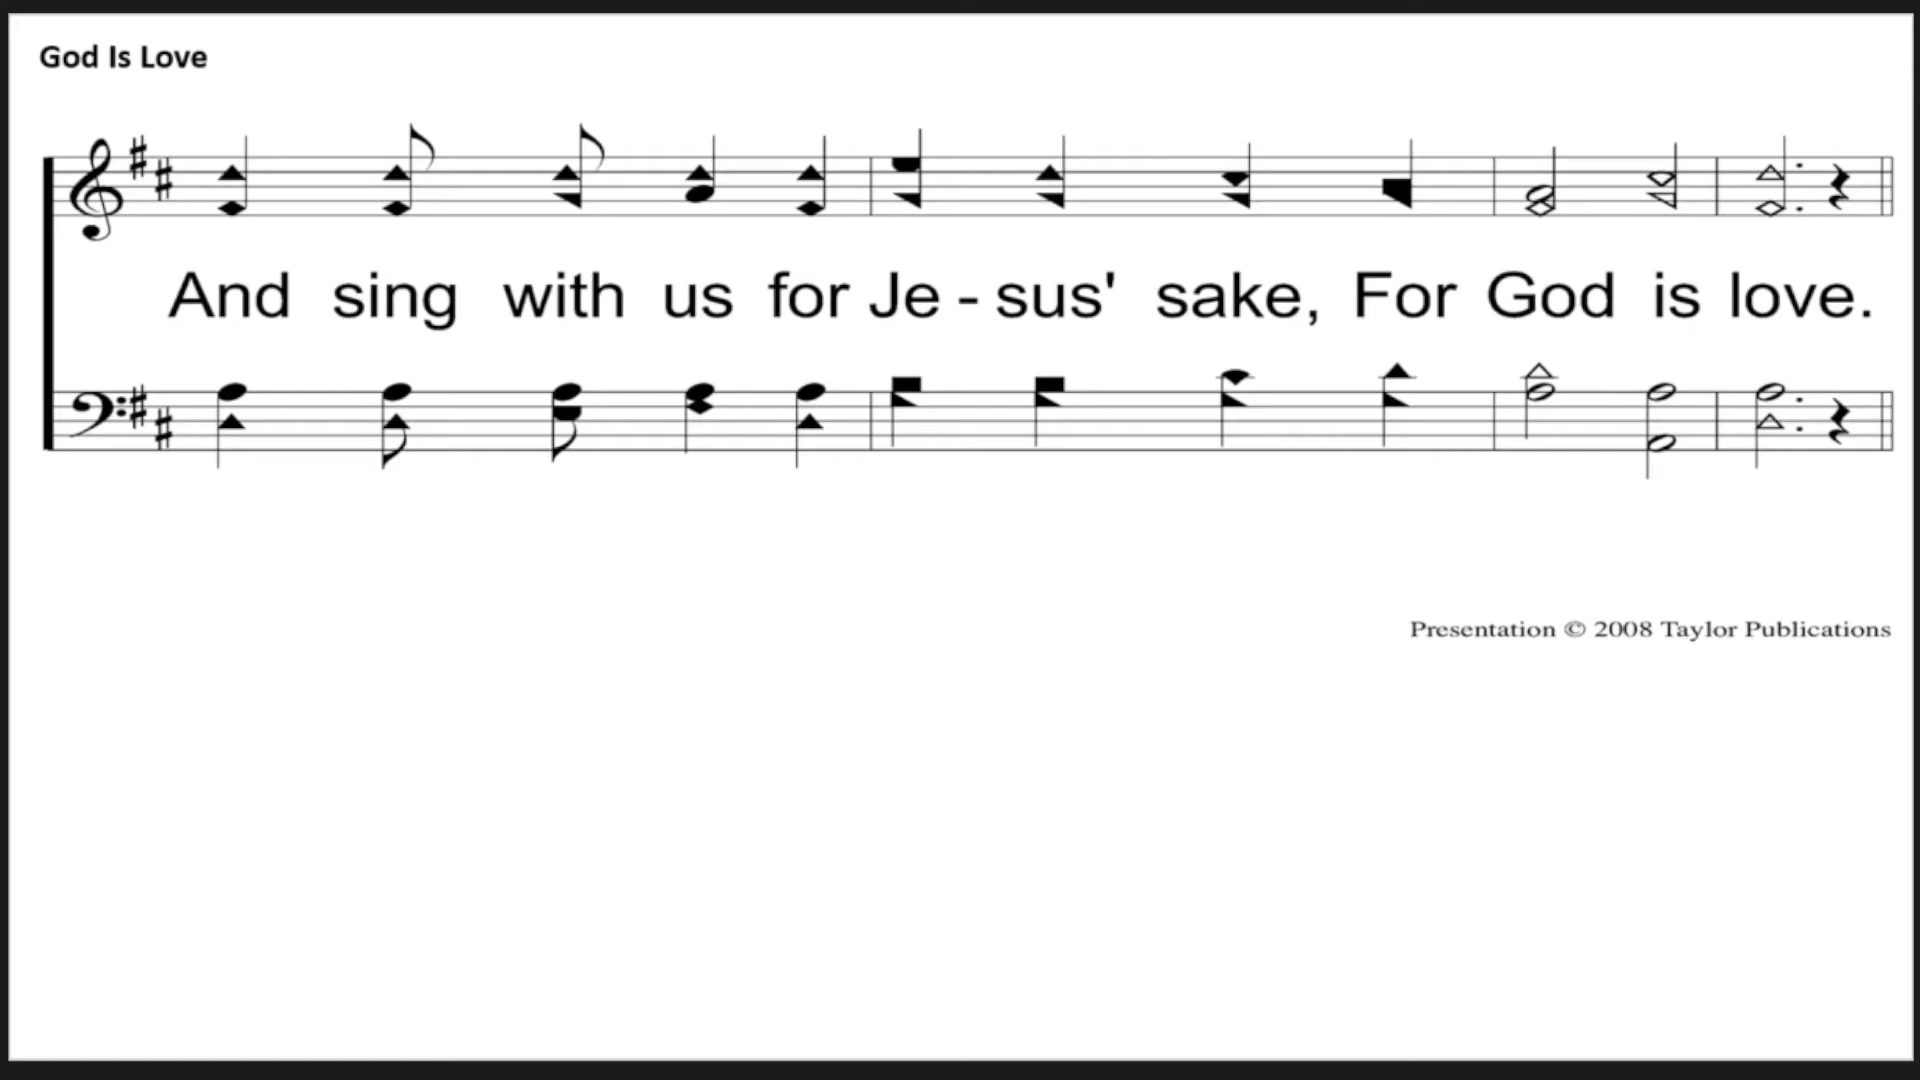 God Is Love
And sing with us for Je - sus' sake, For God is love.
Presentation © 2008 Taylor Publications